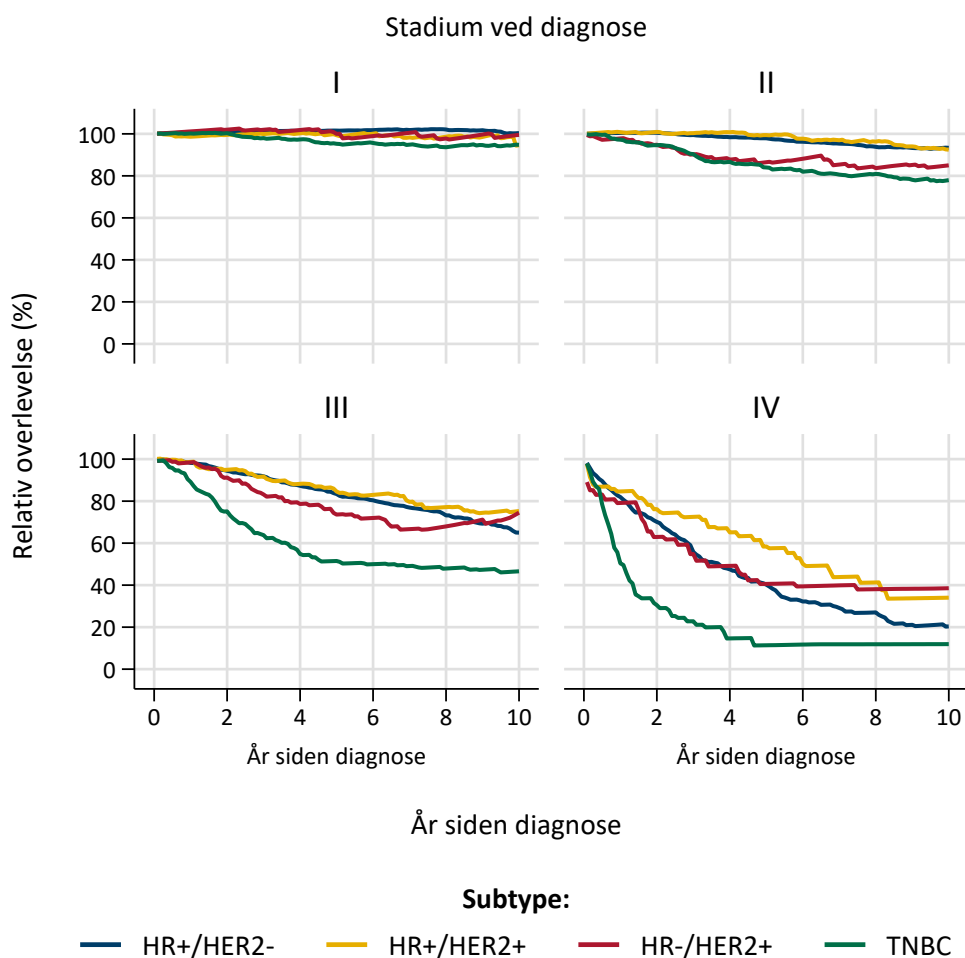 Stadium ved diagnose
I II
100
80
60
40
20
0
Relativ overlevelse (%)
III IV
100
80
60
40
20
0
0 2 4 6 8 10 0 2 4 6 8 10
År siden diagnose År siden diagnose
År siden diagnose
Subtype:
HR+/HER2- HR+/HER2+ HR-/HER2+ TNBC